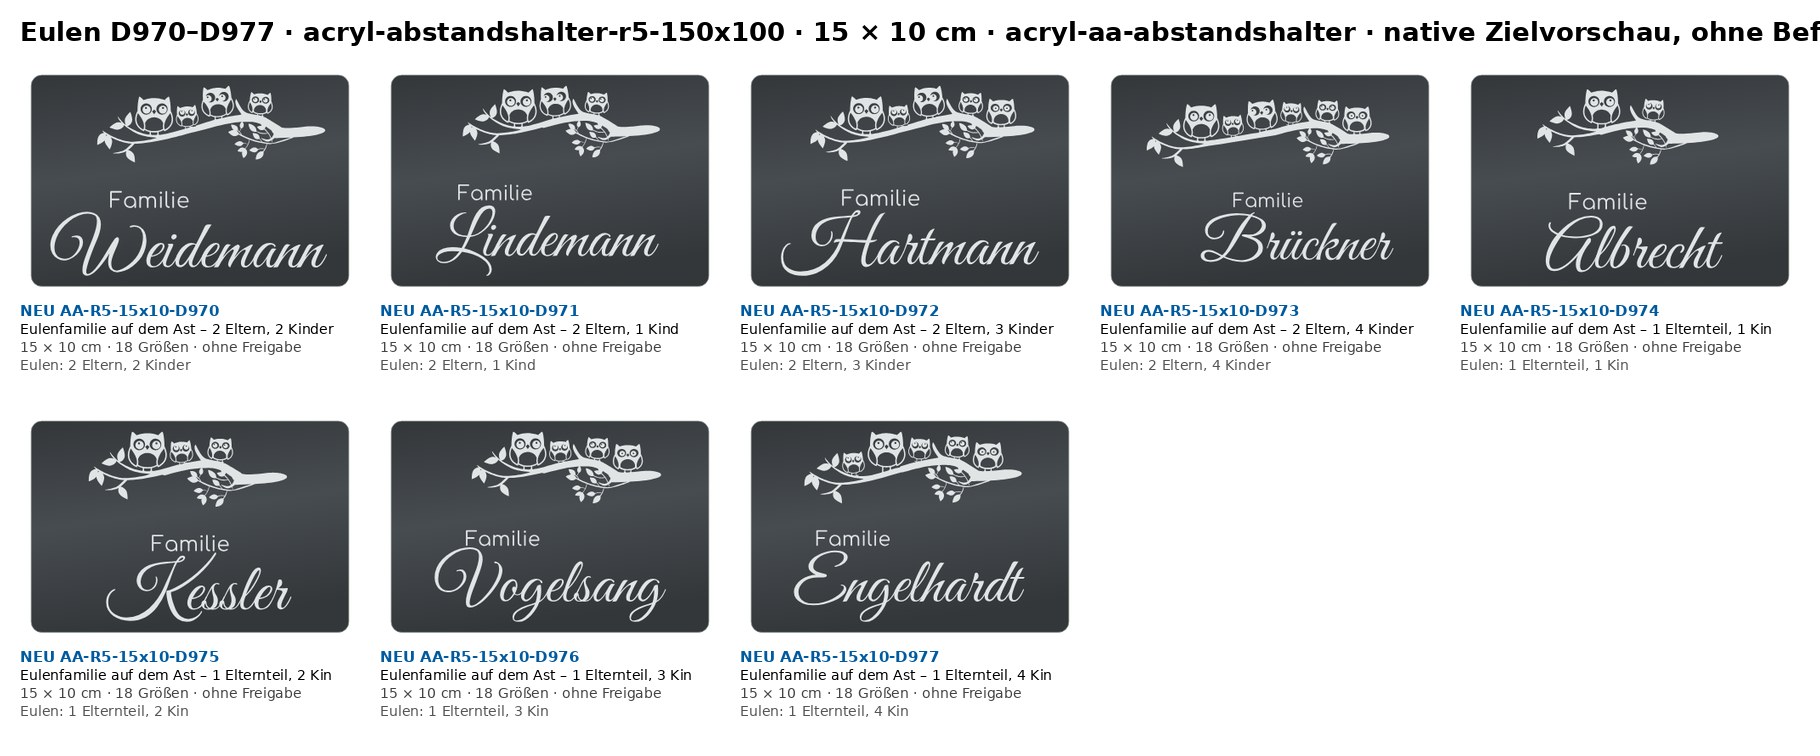 Eulen D970–D977 · acryl-abstandshalter-r5-150x100 · 15 × 10 cm · acryl-aa-abstandshalter · native Zielvorschau, ohne Bef
Familie
Weidemann
NEU AA-R5-15x10-D970
Eulenfamilie auf dem Ast – 2 Eltern, 2 Kinder
15 × 10 cm · 18 Größen · ohne Freigabe
Eulen: 2 Eltern, 2 Kinder
Familie
Lindemann
NEU AA-R5-15x10-D971
Eulenfamilie auf dem Ast – 2 Eltern, 1 Kind
15 × 10 cm · 18 Größen · ohne Freigabe
Eulen: 2 Eltern, 1 Kind
Familie
Hartmann
NEU AA-R5-15x10-D972
Eulenfamilie auf dem Ast – 2 Eltern, 3 Kinder
15 × 10 cm · 18 Größen · ohne Freigabe
Eulen: 2 Eltern, 3 Kinder
Familie
Brückner
NEU AA-R5-15x10-D973
Eulenfamilie auf dem Ast – 2 Eltern, 4 Kinder
15 × 10 cm · 18 Größen · ohne Freigabe
Eulen: 2 Eltern, 4 Kinder
Familie
Albrecht
NEU AA-R5-15x10-D974
Eulenfamilie auf dem Ast – 1 Elternteil, 1 Kin
15 × 10 cm · 18 Größen · ohne Freigabe
Eulen: 1 Elternteil, 1 Kin
Familie
Kessler
NEU AA-R5-15x10-D975
Eulenfamilie auf dem Ast – 1 Elternteil, 2 Kin
15 × 10 cm · 18 Größen · ohne Freigabe
Eulen: 1 Elternteil, 2 Kin
Familie
Vogelsang
NEU AA-R5-15x10-D976
Eulenfamilie auf dem Ast – 1 Elternteil, 3 Kin
15 × 10 cm · 18 Größen · ohne Freigabe
Eulen: 1 Elternteil, 3 Kin
Familie
Engelhardt
NEU AA-R5-15x10-D977
Eulenfamilie auf dem Ast – 1 Elternteil, 4 Kin
15 × 10 cm · 18 Größen · ohne Freigabe
Eulen: 1 Elternteil, 4 Kin